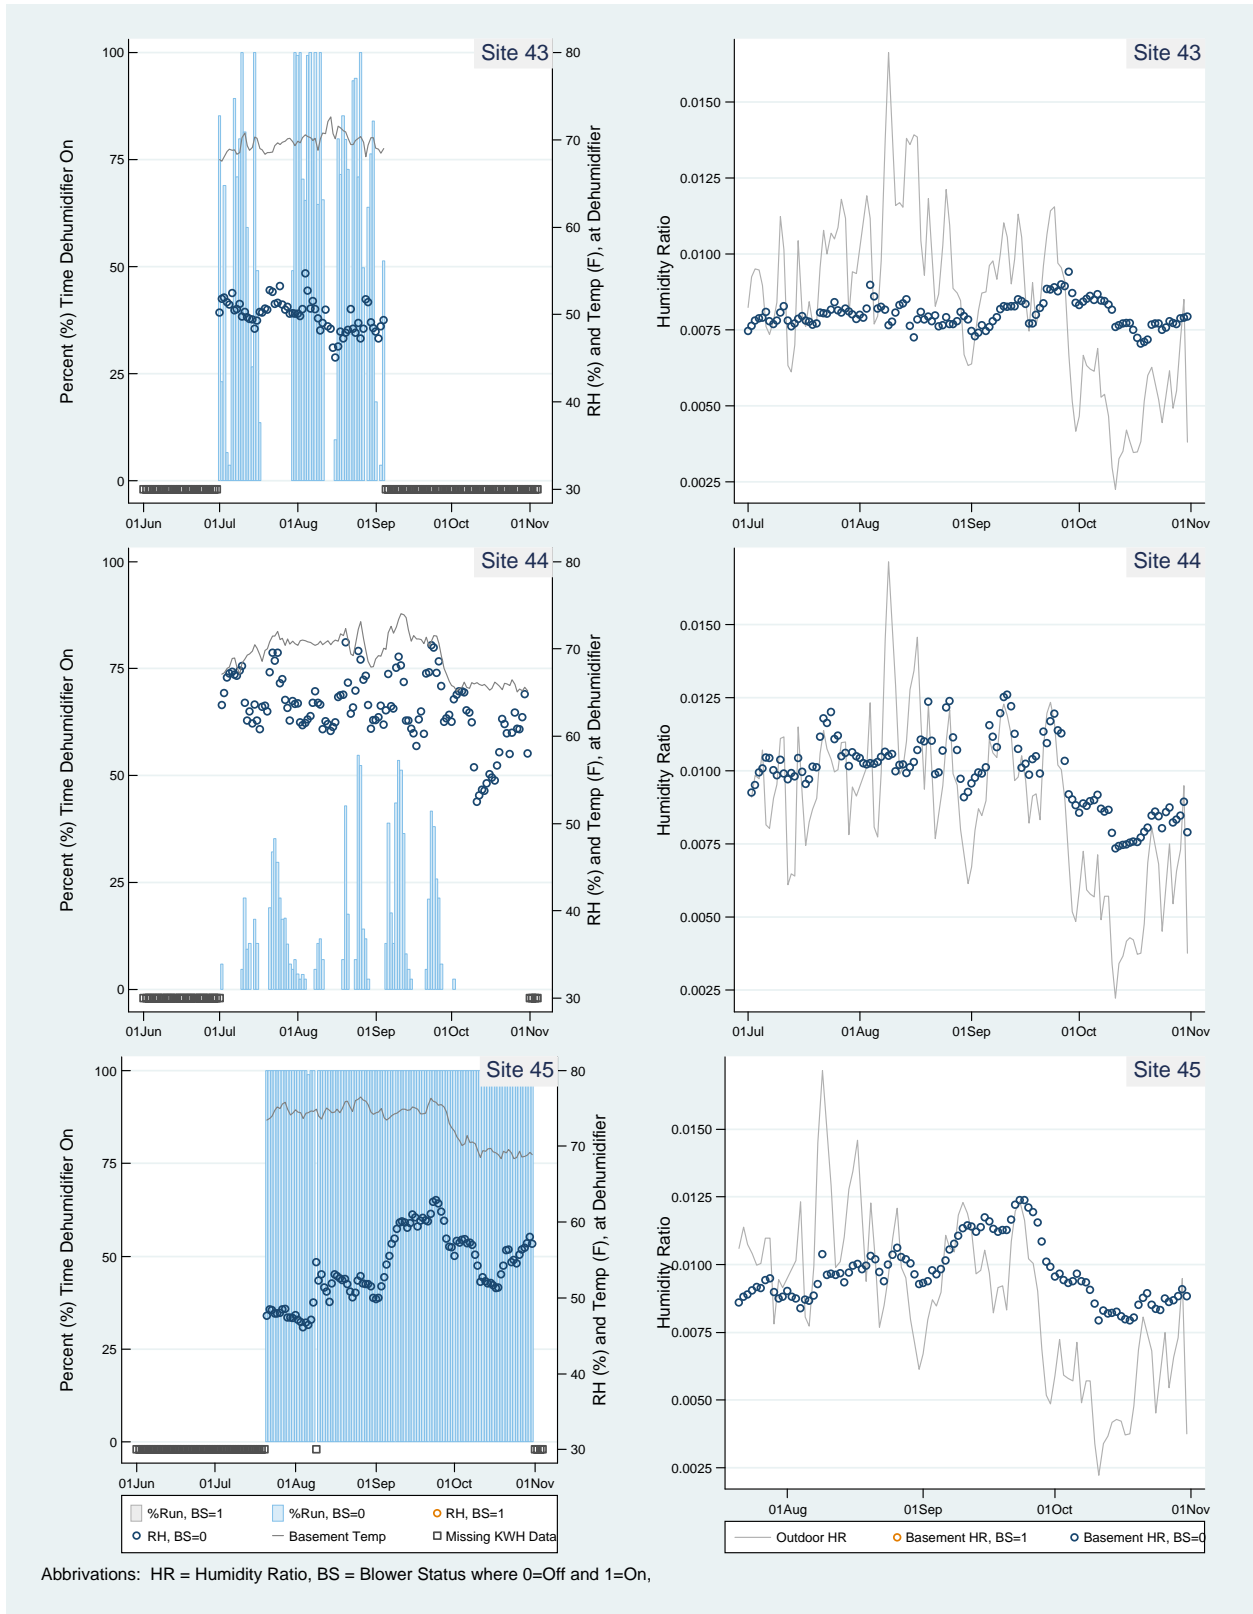 Site 43
Percent (%) Time Dehumidifier On
100
75
50
25
0
80
70
60
50
40
30
RH (%) and Temp (F), at Dehumidifier
01Jun 01Jul 01Aug 01Sep 01Oct 01Nov
Site 43
Humidity Ratio
0.0150
0.0125
0.0100
0.0075
0.0050
0.0025
01Jul 01Aug 01Sep 01Oct 01Nov
Site 44
Percent (%) Time Dehumidifier On
100
75
50
25
0
80
70
60
50
40
30
RH (%) and Temp (F), at Dehumidifier
01Jun 01Jul 01Aug 01Sep 01Oct 01Nov
Site 44
Humidity Ratio
0.0150
0.0125
0.0100
0.0075
0.0050
0.0025
01Jul 01Aug 01Sep 01Oct 01Nov
Site 45
Percent (%) Time Dehumidifier On
100
75
50
25
0
80
70
60
50
40
30
RH (%) and Temp (F), at Dehumidifier
01Jun 01Jul 01Aug 01Sep 01Oct 01Nov
%Run, BS=1 %Run, BS=0 RH, BS=1
RH, BS=0 Basement Temp Missing KWH Data
Site 45
Humidity Ratio
0.0150
0.0125
0.0100
0.0075
0.0050
0.0025
01Aug 01Sep 01Oct 01Nov
Outdoor HR Basement HR, BS=1 Basement HR, BS=0
Abbrivations: HR = Humidity Ratio, BS = Blower Status where 0=Off and 1=On,